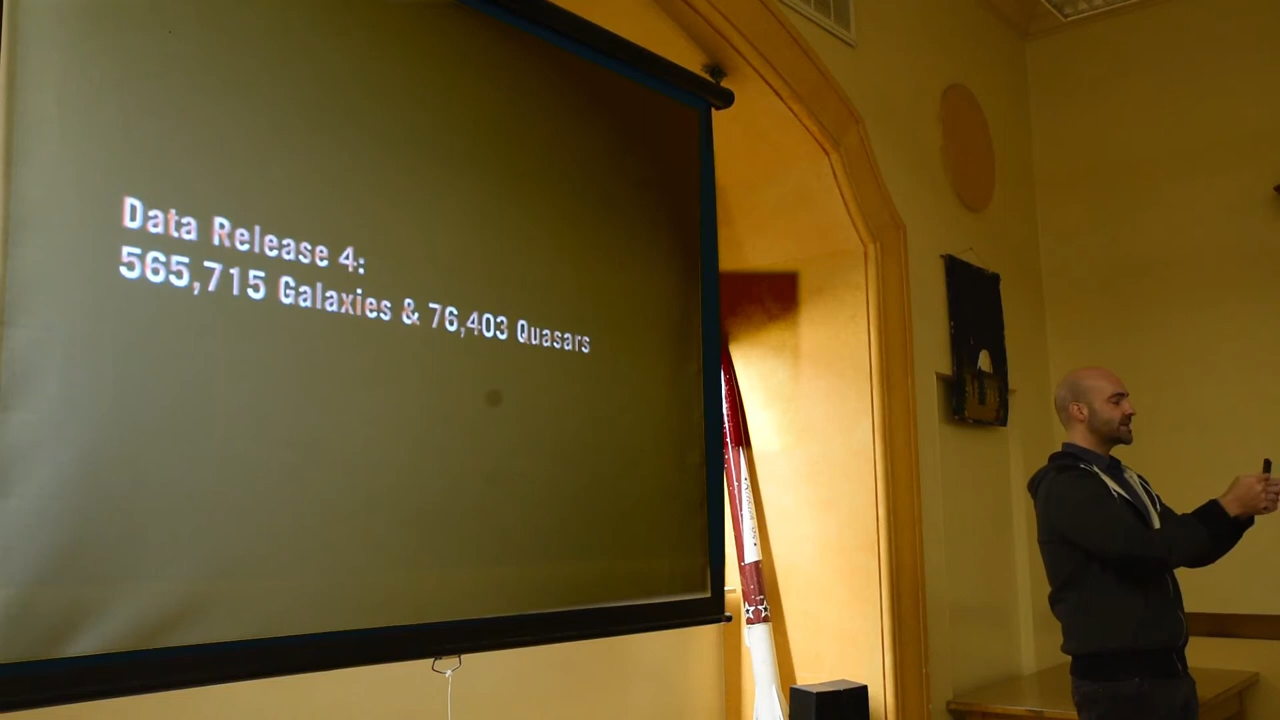 Data Release 4:
565,715 Galaxies & 76,403 Quasars